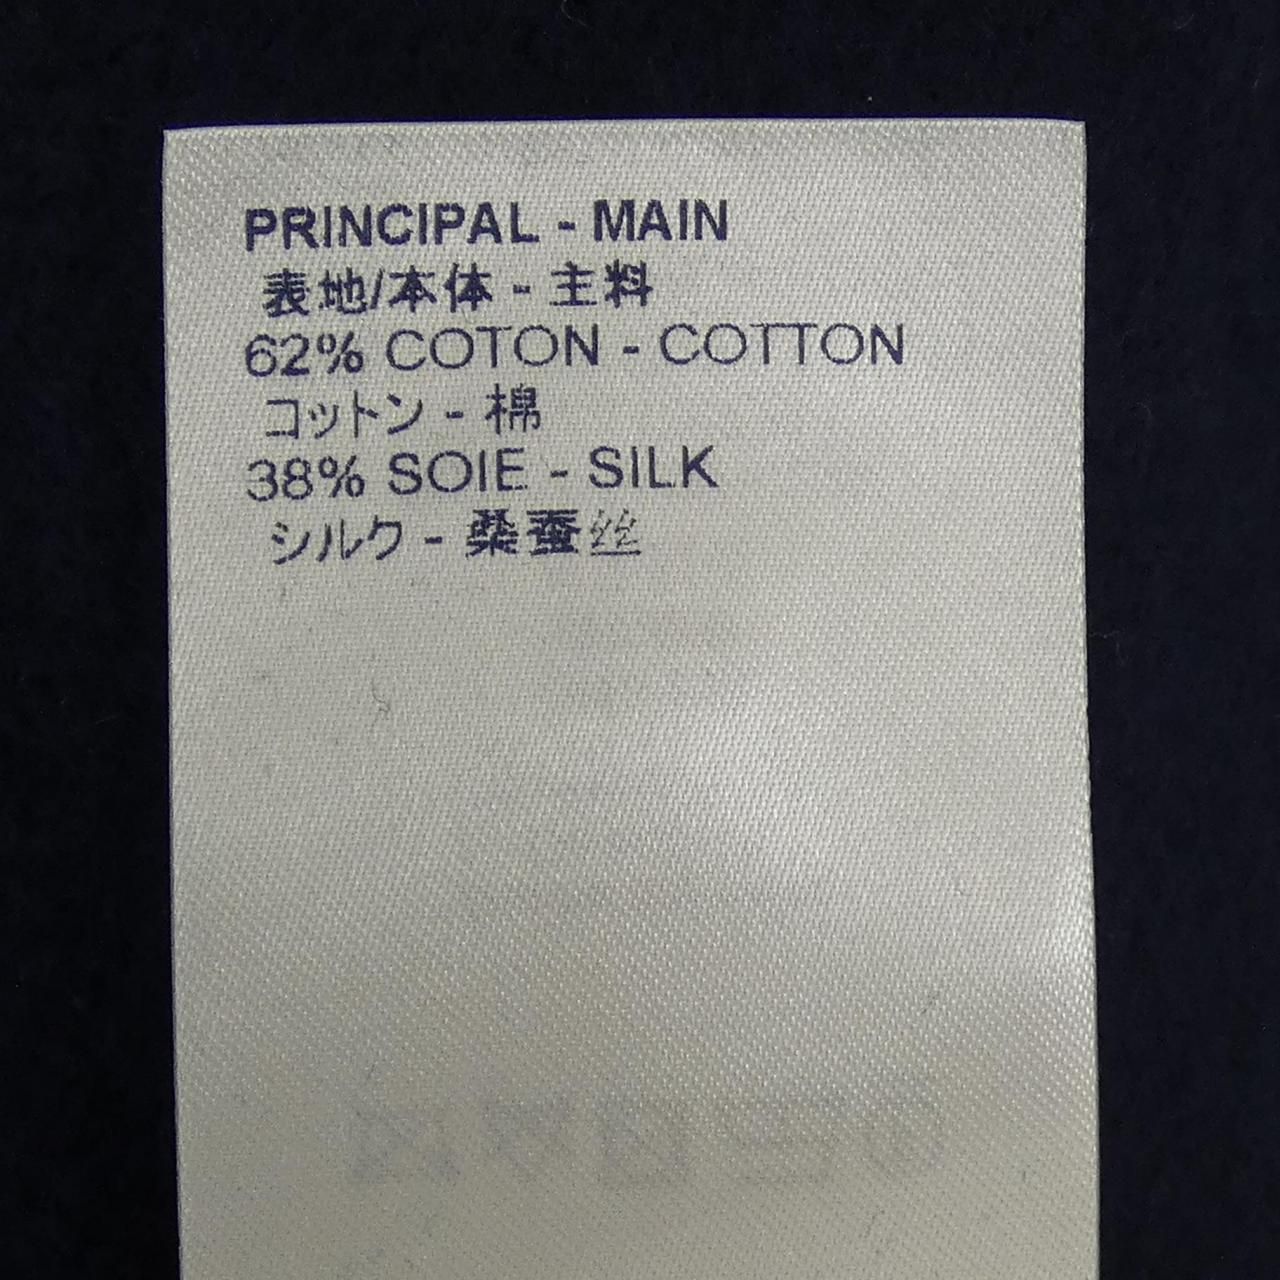 PRINCIPAL - MAIN
表地/本体 - 主料
62% COTON - COTTON
コットン - 棉
38% SOIE - SILK
シルク - 桑蚕丝